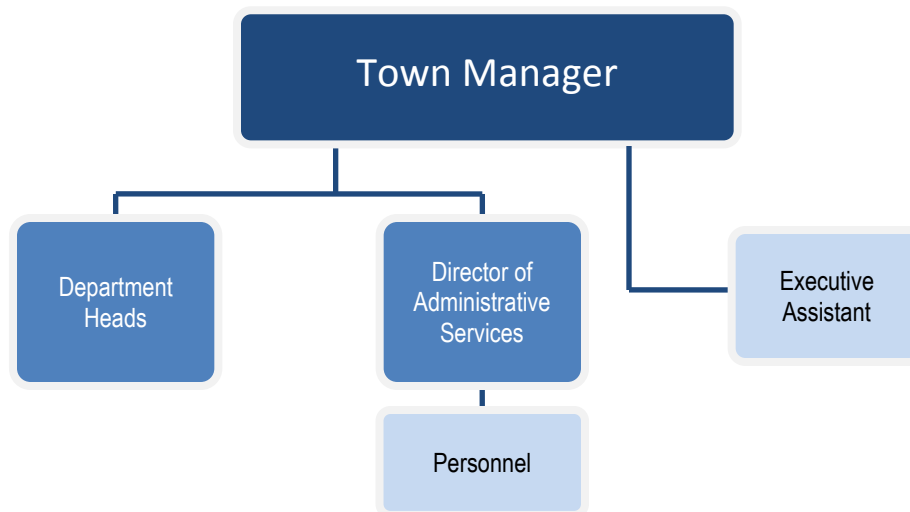 Town Manager
Department
Heads
Director of
Administrative
Services
Executive
Assistant
Personnel